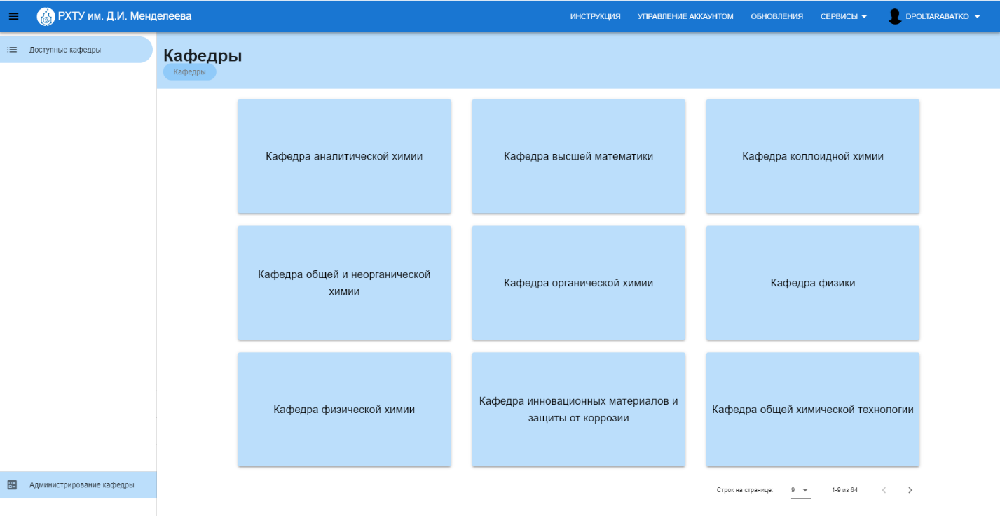 РХТУ им. Д.И. Менделеева
ИНСТРУКЦИЯ
УПРАВЛЕНИЕ АККАУНТОМ
ОБНОВЛЕНИЯ
СЕРВИСЫ
DPOLTARABATKO
Доступные кафедры
Кафедры
Кафедры
Кафедра аналитической химии
Кафедра высшей математики
Кафедра коллоидной химии
Кафедра общей и неорганической
химии
Кафедра органической химии
Кафедра физики
Кафедра физической химии
Кафедра инновационных материалов и
защиты от коррозии
Кафедра общей химической технологии
Администрирование кафедры
Строк на странице:
9
1-9 из 64